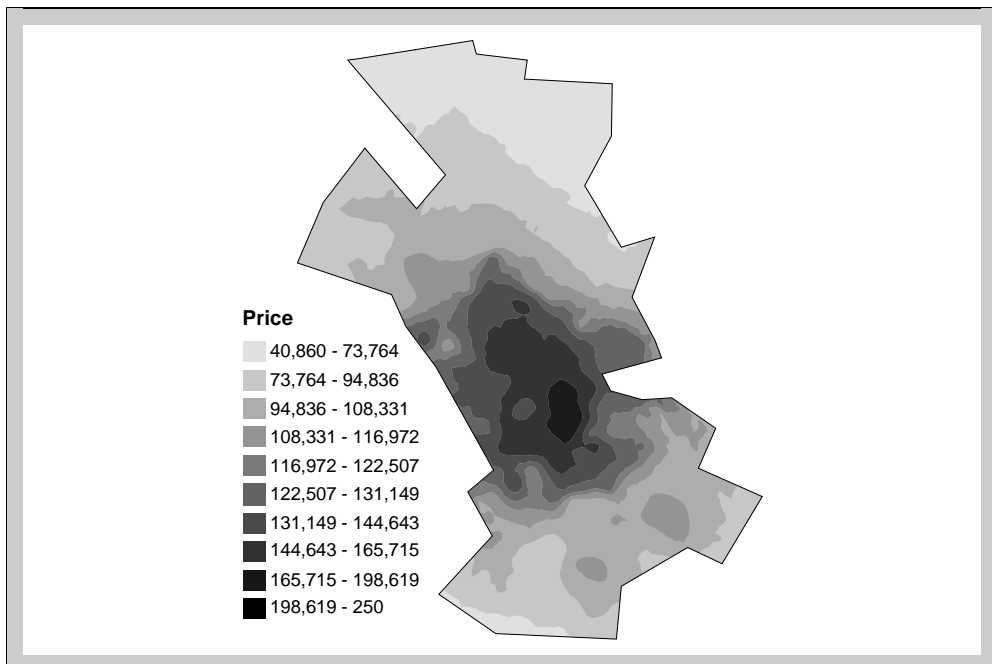 Price
40,860 - 73,764
73,764 - 94,836
94,836 - 108,331
108,331 - 116,972
116,972 - 122,507
122,507 - 131,149
131,149 - 144,643
144,643 - 165,715
165,715 - 198,619
198,619 - 250